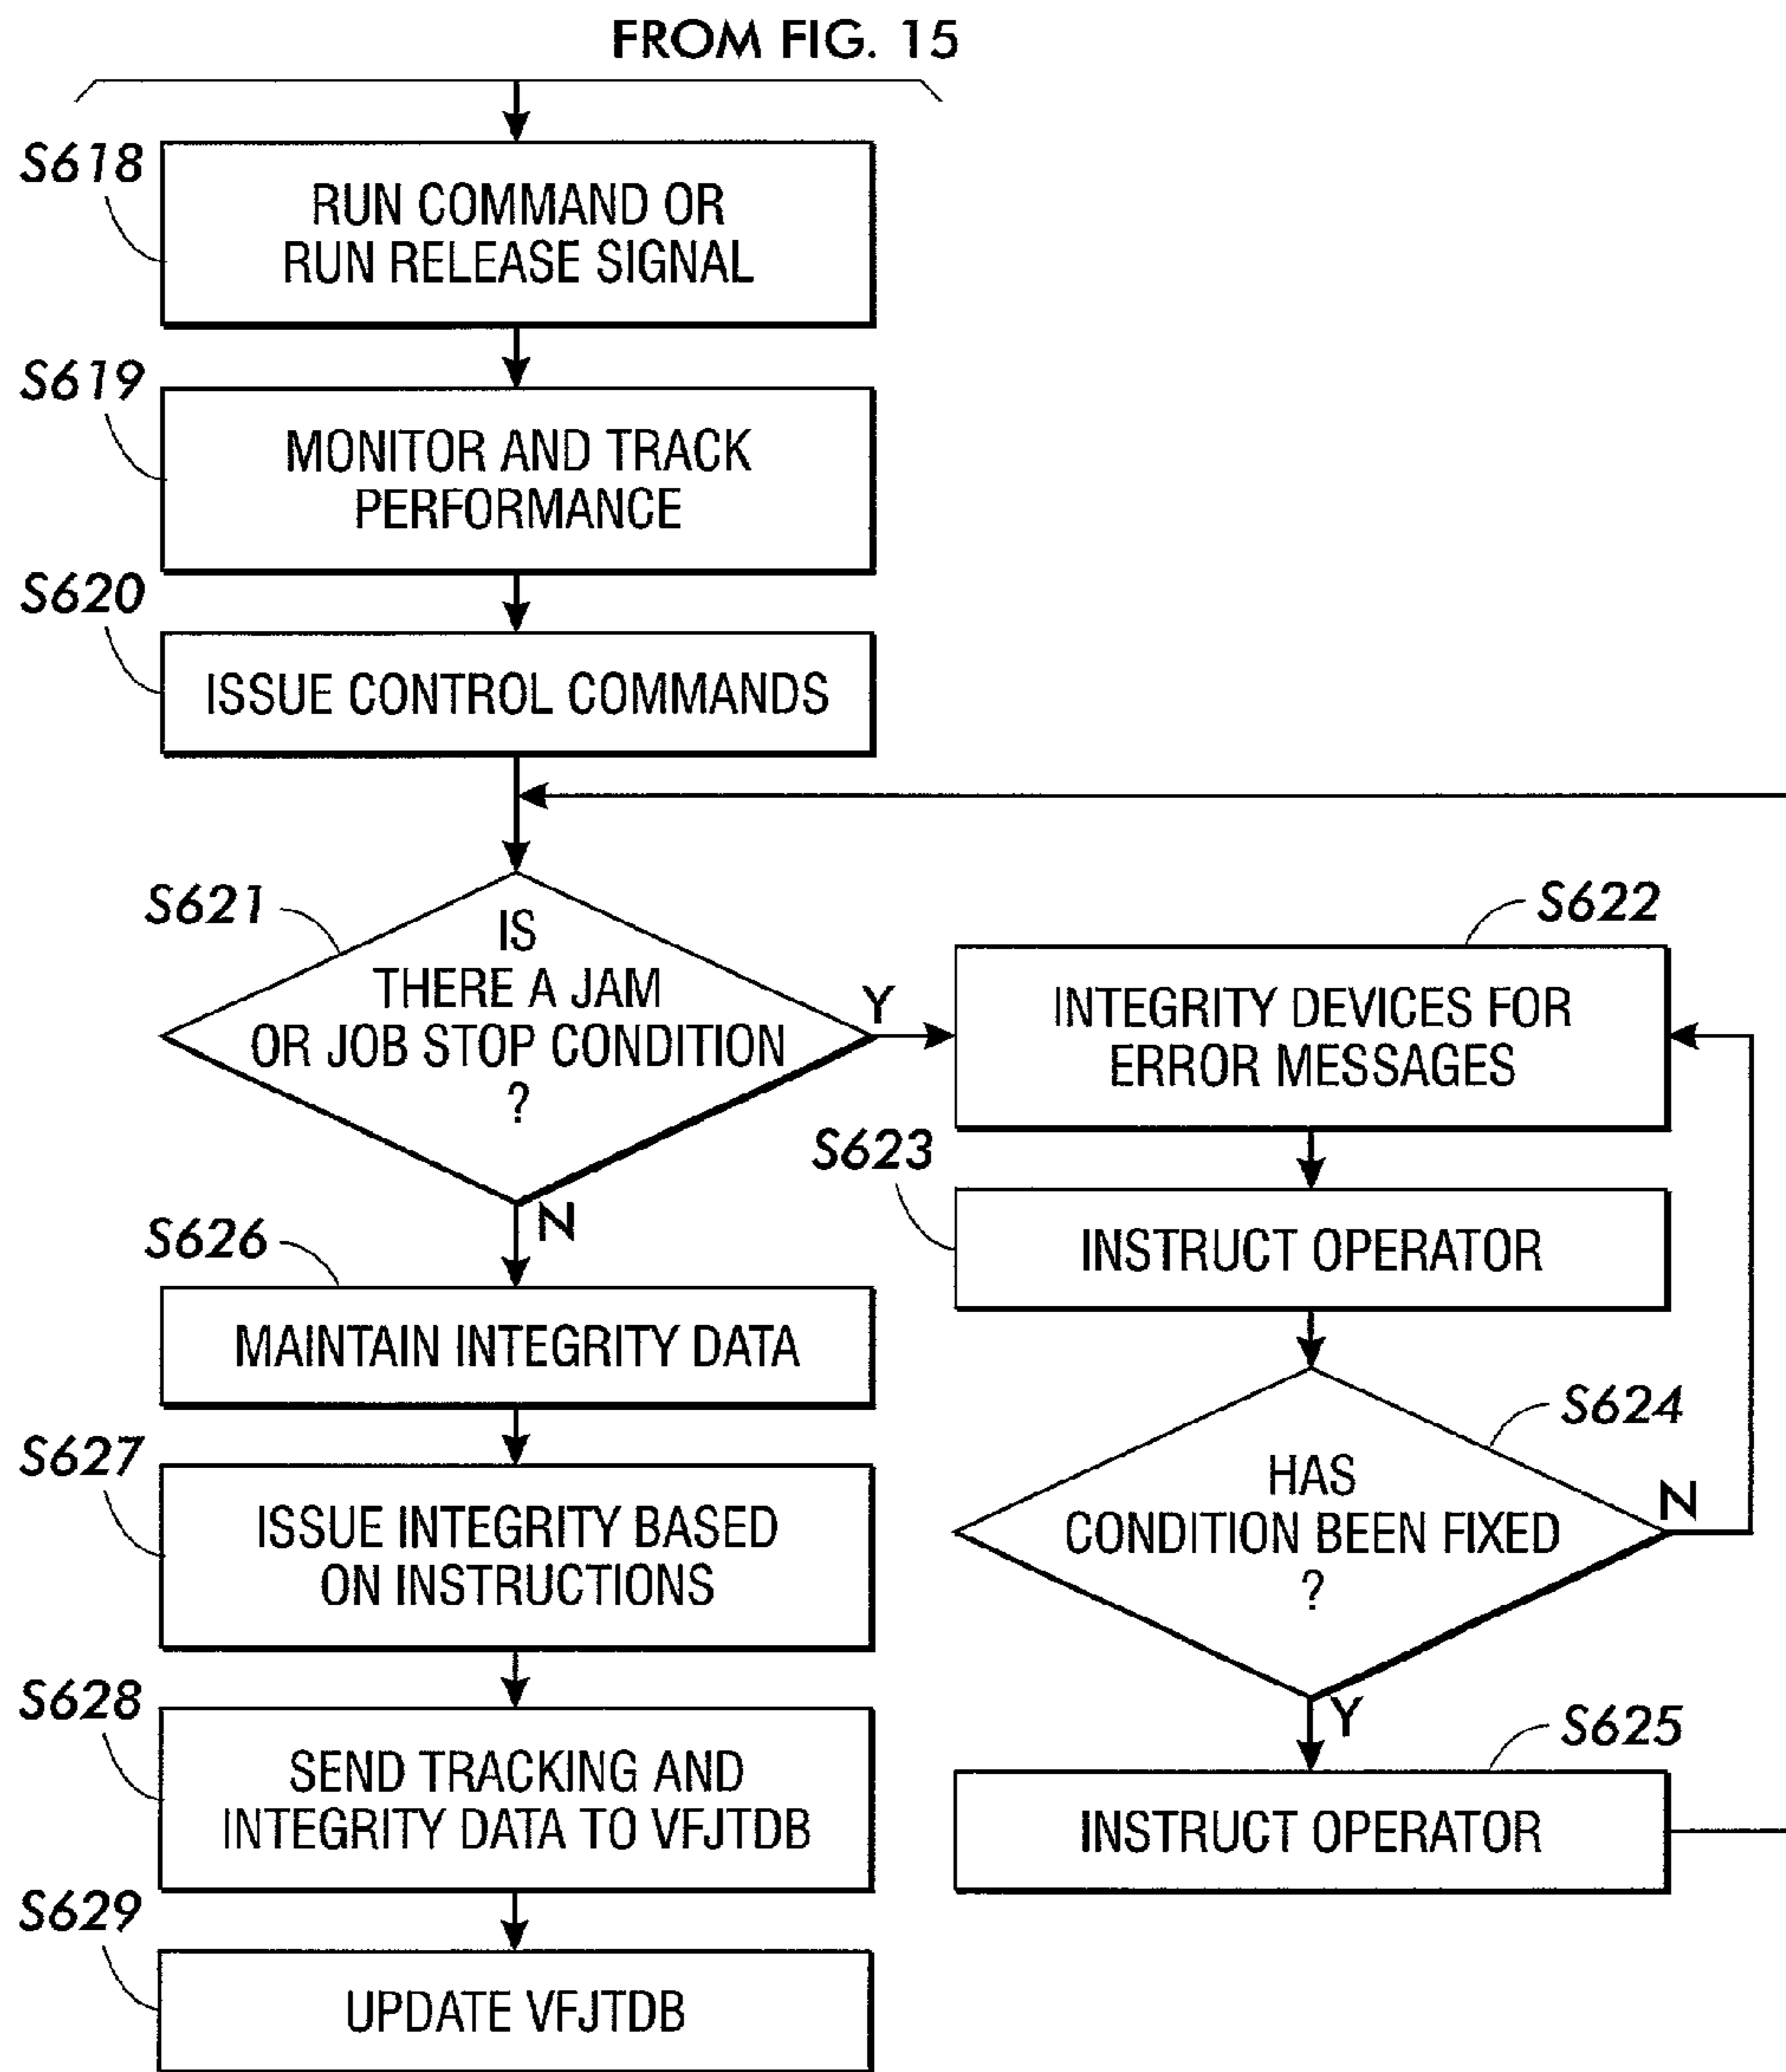 FROM FIG. 15
S618
RUN COMMAND OR
RUN RELEASE SIGNAL
S619
MONITOR AND TRACK
PERFORMANCE
S620
ISSUE CONTROL COMMANDS
S621
IS
THERE A JAM
OR JOB STOP CONDITION
?
Y
N
S622
INTEGRITY DEVICES FOR
ERROR MESSAGES
S623
INSTRUCT OPERATOR
S624
HAS
CONDITION BEEN FIXED
?
N
Y
S625
INSTRUCT OPERATOR
S626
MAINTAIN INTEGRITY DATA
S627
ISSUE INTEGRITY BASED
ON INSTRUCTIONS
S628
SEND TRACKING AND
INTEGRITY DATA TO VFJTDB
S629
UPDATE VFJTDB